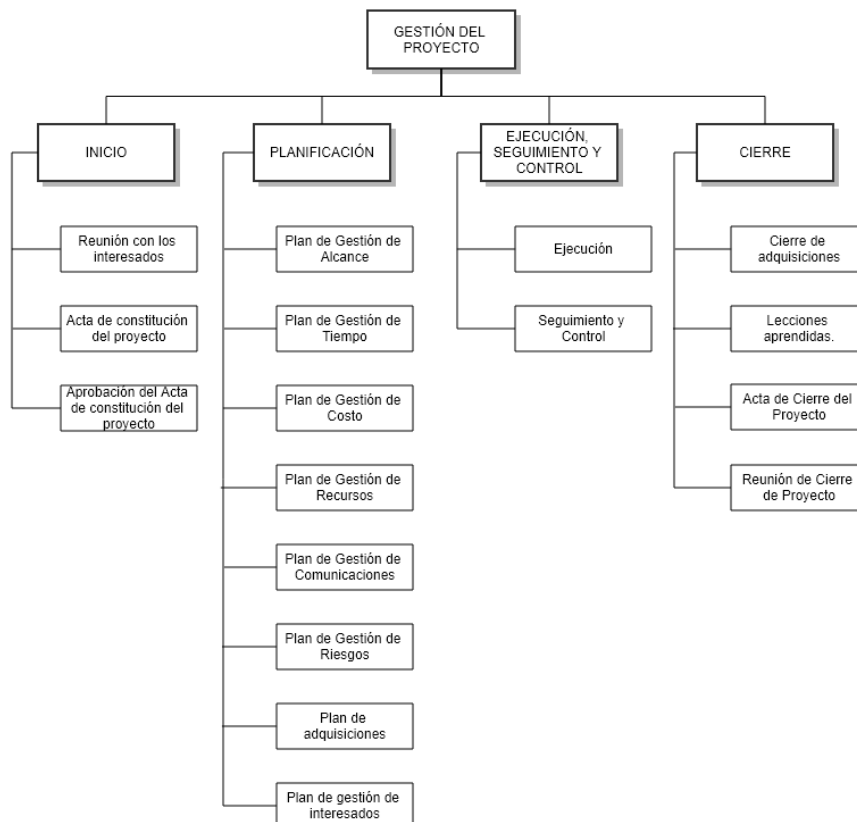 GESTIÓN DEL
PROYECTO
INICIO
Reunión con los
interesados
Acta de constitución
del proyecto
Aprobación del Acta
de constitución del
proyecto
PLANIFICACIÓN
Plan de Gestión de
Alcance
Plan de Gestión de
Tiempo
Plan de Gestión de
Costo
Plan de Gestión de
Recursos
Plan de Gestión de
Comunicaciones
Plan de Gestión de
Riesgos
Plan de
adquisiciones
Plan de gestión de
interesados
EJECUCIÓN,
SEGUIMIENTO Y
CONTROL
Ejecución
Seguimiento y
Control
CIERRE
Cierre de
adquisiciones
Lecciones
aprendidas.
Acta de Cierre del
Proyecto
Reunión de Cierre
de Proyecto